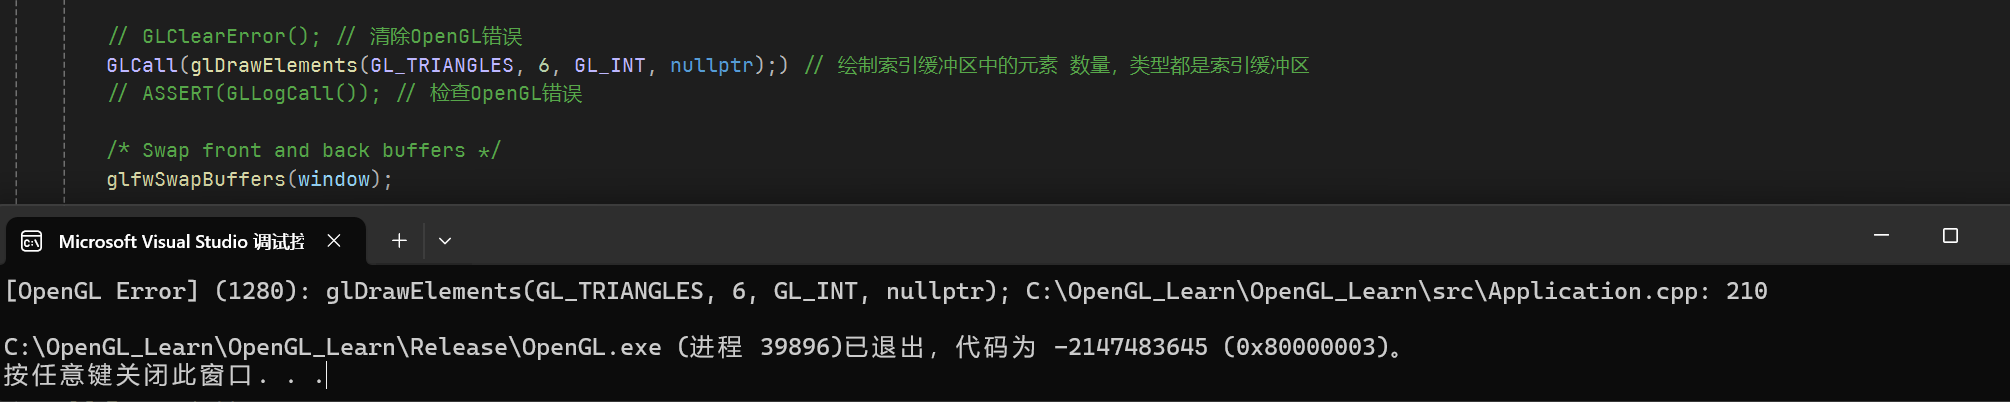 // GLClearError(); // 清除OpenGL错误
GLCall(glDrawElements(GL_TRIANGLES, 6, GL_INT, nullptr);) // 绘制索引缓冲区中的元素 数量，类型都是索引缓冲区
// ASSERT(GLLogCall()); // 检查OpenGL错误
/* Swap front and back buffers */
glfwSwapBuffers(window);
Microsoft Visual Studio 调试控
[OpenGL Error] (1280): glDrawElements(GL_TRIANGLES, 6, GL_INT, nullptr); C:\OpenGL_Learn\OpenGL_Learn\src\Application.cpp: 210
C:\OpenGL_Learn\OpenGL_Learn\Release\OpenGL.exe (进程 39896)已退出，代码为 -2147483645 (0x80000003)。
按任意键关闭此窗口. . .